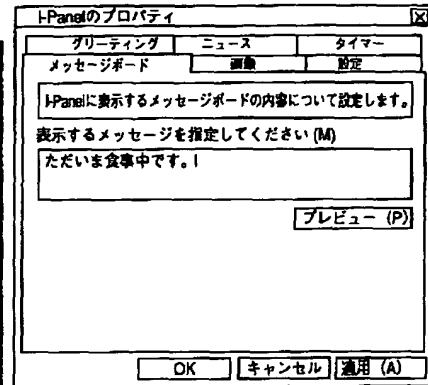 I-Panelのプロパティ
グリーティング ニュース タイマー
メッセージボード 画像 設定
I-Panelに表示するメッセージボードの内容について設定します。
表示するメッセージを指定してください (M)
ただいま食事中です。
プレビュー (P)
OK キャンセル 適用 (A)